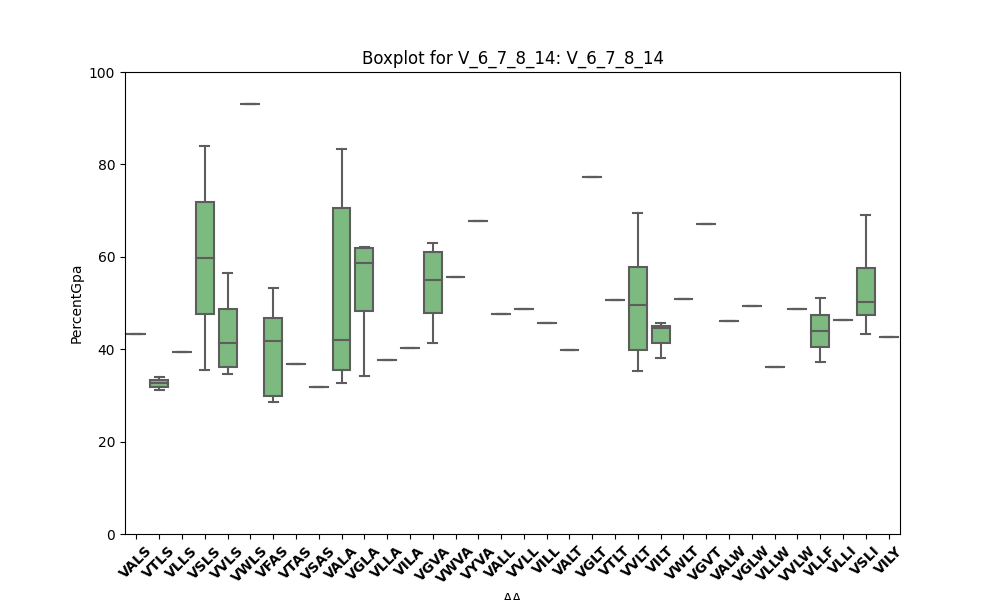 Boxplot for V_6_7_8_14: V_6_7_8_14
100
80
60
40
20
0
PercentGpa
VALS VTLS VLLS VSLS VVLS VWLS VFAS VTAS VSAS VALA VGLA VLLA VILA VGVA VWVA VYVA VALL VVLL VILL VALT VGLT VTLT VVLT VILT VWLT VGVT VALW VGLW VLLW VVLW VLLF VLLI VSLI VILY
AA